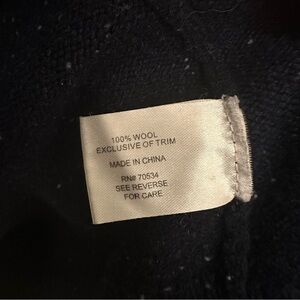 100% WOOL
EXCLUSIVE OF TRIM
MADE IN CHINA
RN# 70534
SEE REVERSE
FOR CARE